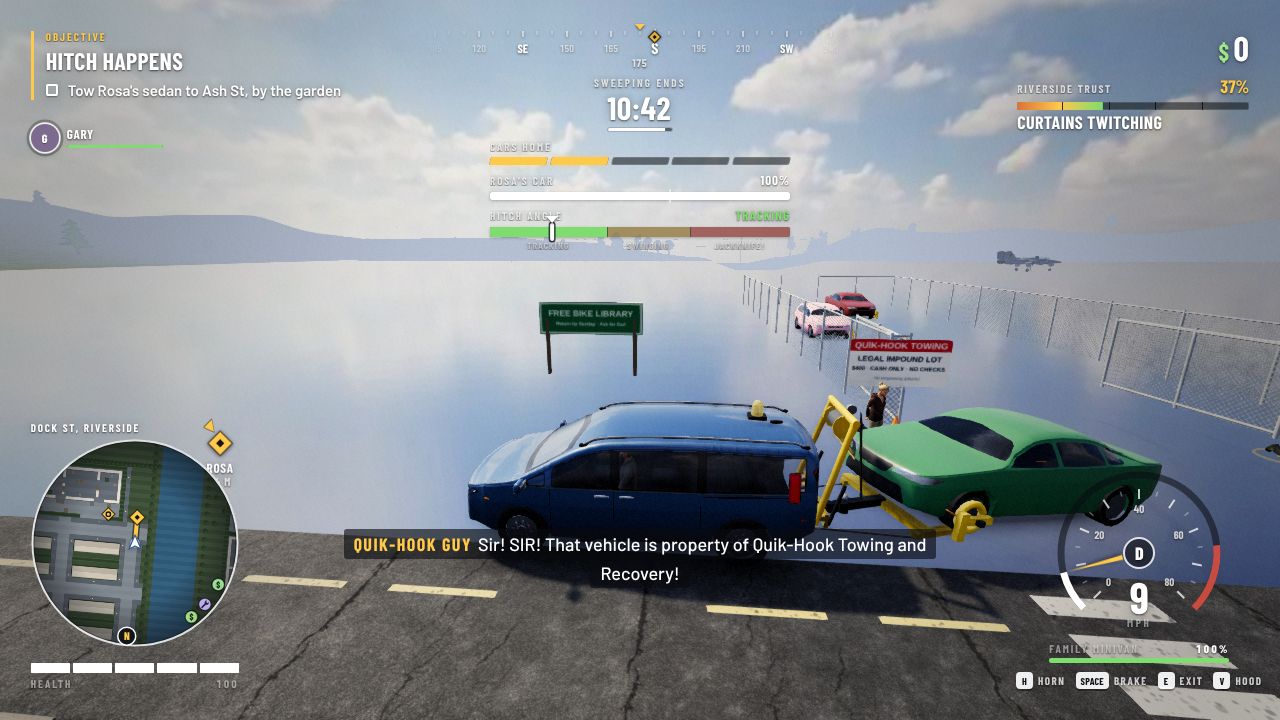 OBJECTIVE
HITCH HAPPENS
Tow Rosa's sedan to Ash St, by the garden
G
GARY
120 SE 150 165 S 195 210 SW
175
SWEEPING ENDS
10:42
$ 0
RIVERSIDE TRUST 37%
CURTAINS TWITCHING
CARS HOME
ROSA'S CAR 100%
HITCH ANGLE TRACKING
TRACKING SWINGING JACKKNIFE!
FREE BIKE LIBRARY
QUIK-HOOK TOWING
LEGAL IMPOUND LOT
$400 · CASH ONLY · NO CHECKS
DOCK ST, RIVERSIDE
ROSA
M
N
$
$
HEALTH 100
QUIK-HOOK GUY Sir! SIR! That vehicle is property of Quik-Hook Towing and
Recovery!
0 20 40 60 80
D
9
MPH
FAMILY MINIVAN 100%
H HORN SPACE BRAKE E EXIT V HOOD